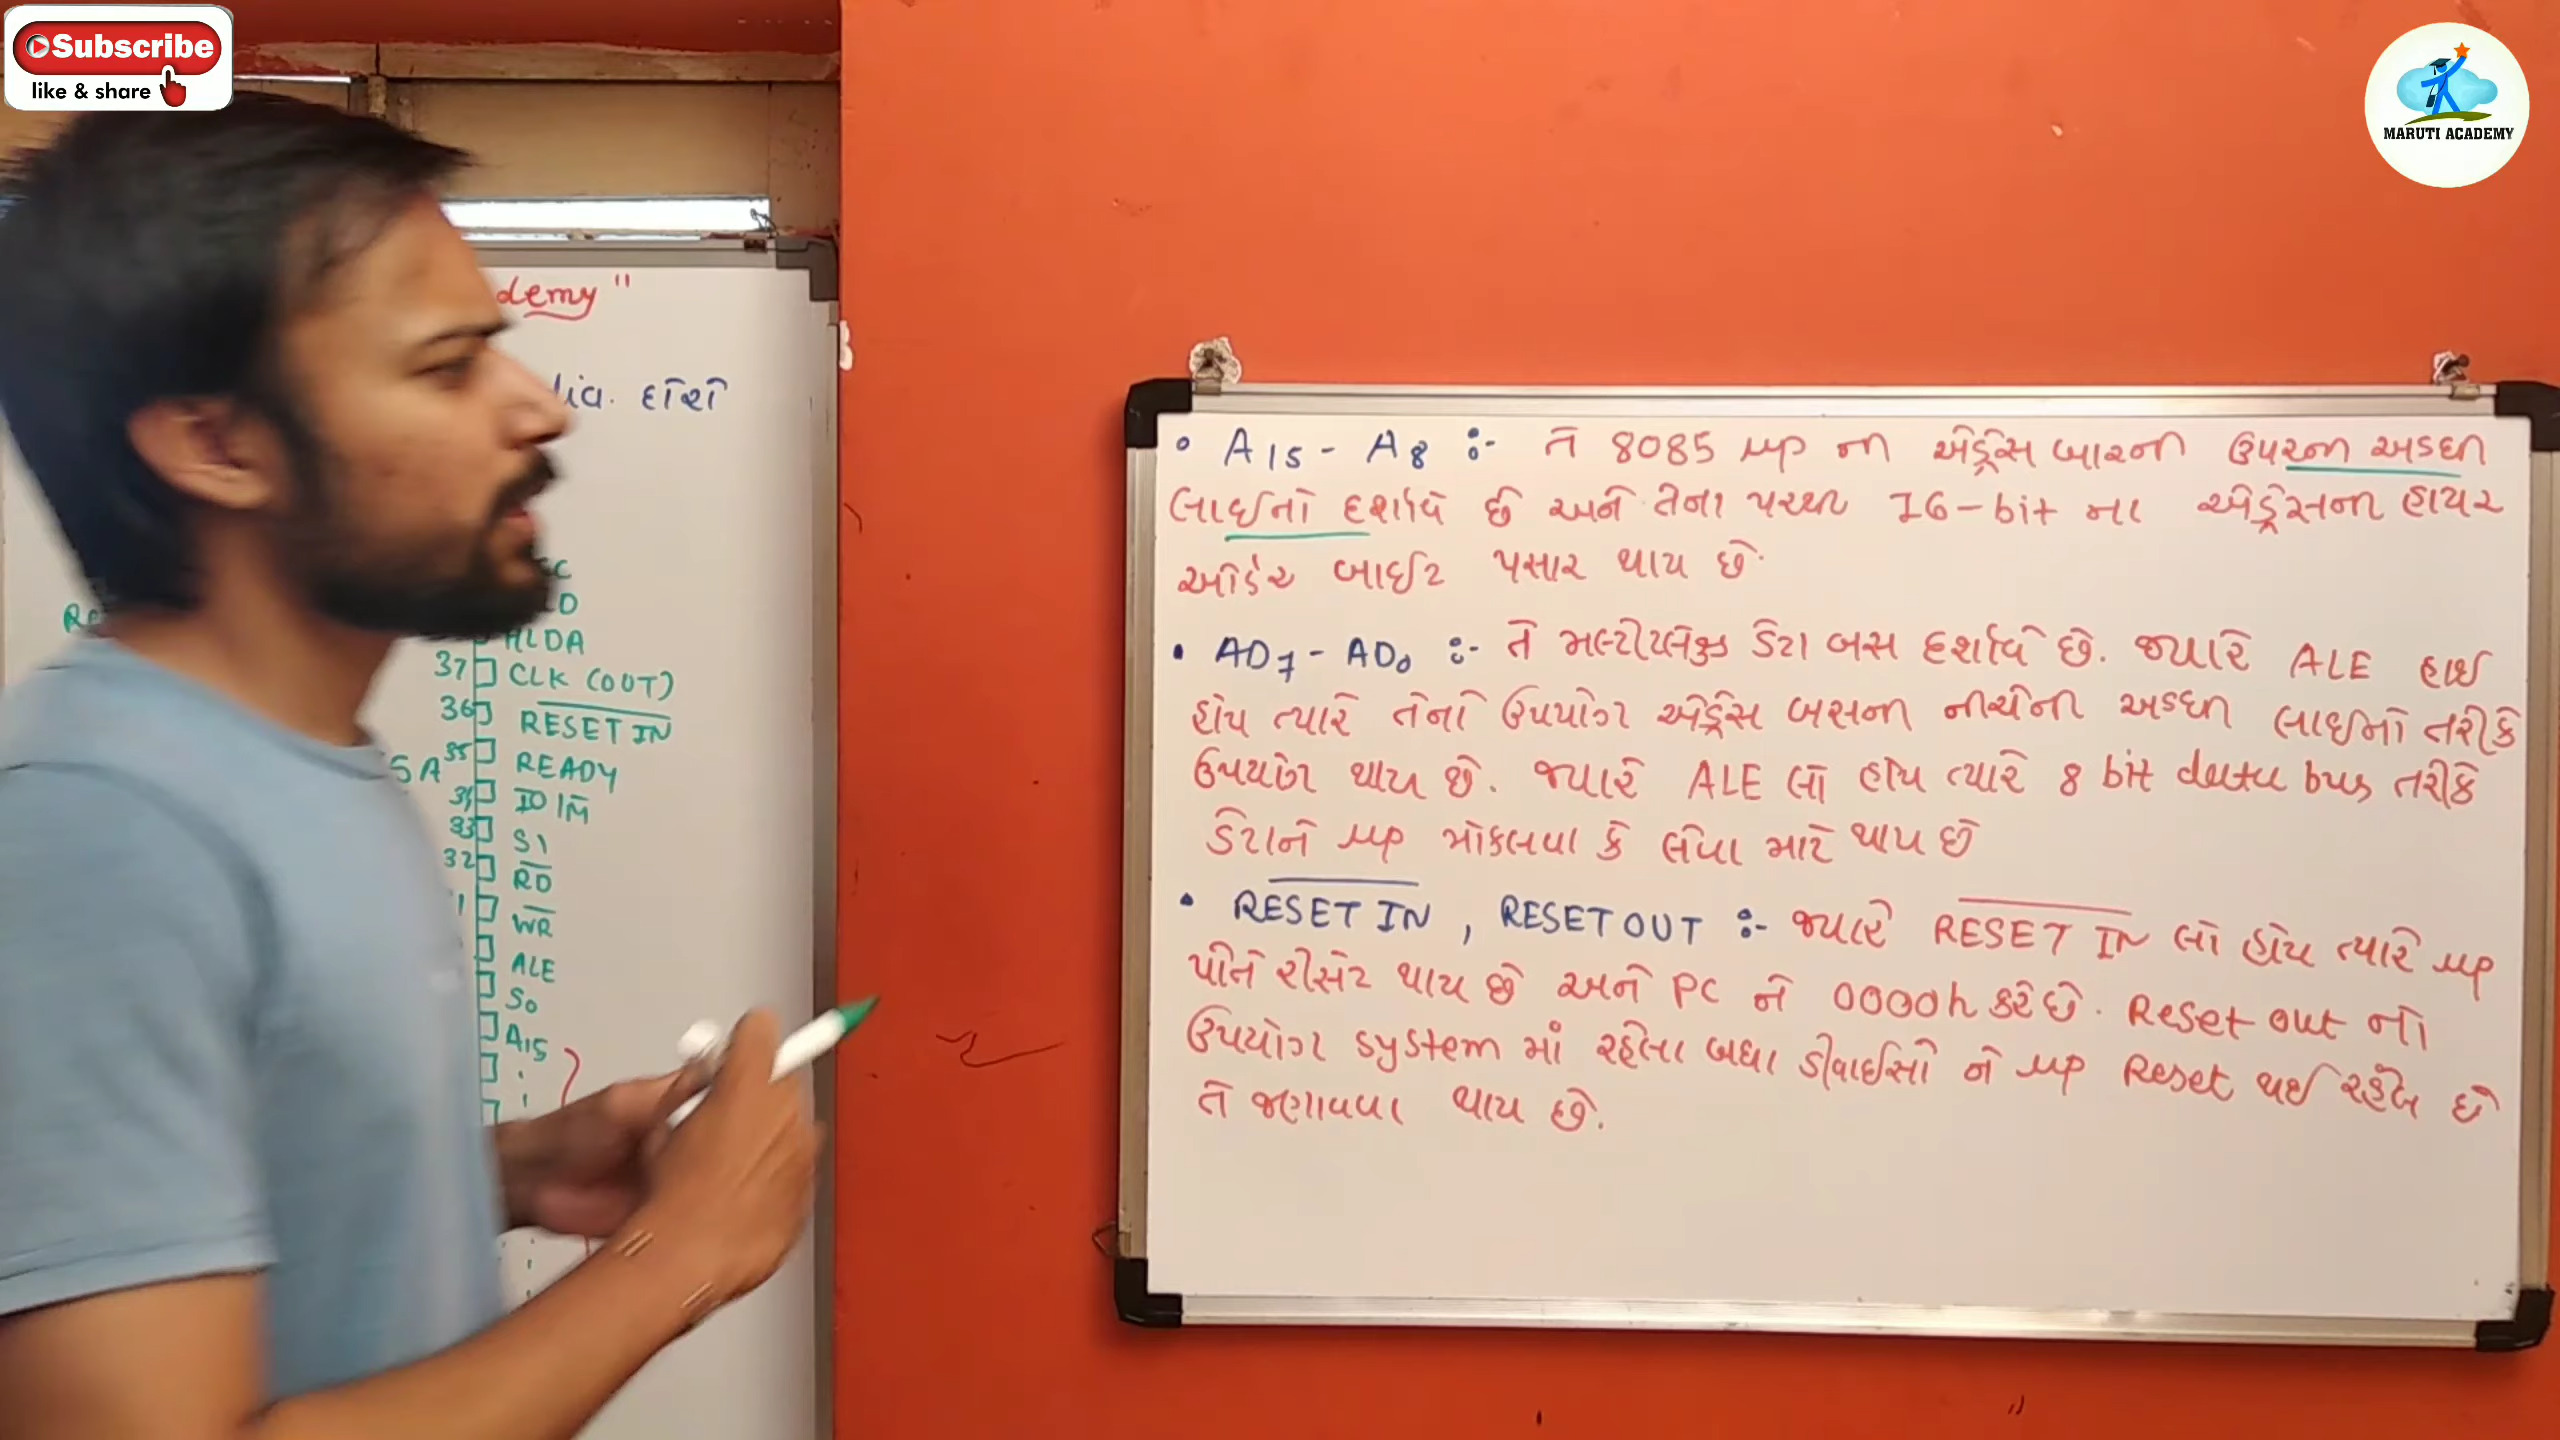 Subscribe
like & share
MARUTI ACADEMY
demy"
દોરો
HLDA
37 CLK (OUT)
36 RESET IN
35 READY
IO/M
33 S1
32 RD
WR
ALE
S0
A15
• A15 - A8 :- તે 8085 μp ની એડ્રેસ બારની ઉપરની અડધી
લાઈનો દર્શાવે છે અને તેના પરથી 16-bit ના એડ્રેસની હાયર
ઓર્ડર બાઈટ પસાર થાય છે.
• AD7 - AD0 :- તે મલ્ટીપ્લેક્ષ ડેટા બસ દર્શાવે છે. જ્યારે ALE હાઈ
હોય ત્યારે તેનો ઉપયોગ એડ્રેસ બસની નીચેની અડધી લાઈનો તરીકે
ઉપયોગ થાય છે. જ્યારે ALE લો હોય ત્યારે 8 bit data bus તરીકે
ડેટાને μp મોકલવા કે લેવા માટે થાય છે
• RESET IN , RESET OUT :- જ્યારે RESET IN લો હોય ત્યારે μp
પોતે રીસેટ થાય છે અને PC ને 0000h કરે છે. Reset out નો
ઉપયોગ system માં રહેલા બધા ડીવાઈસો ને μp Reset થઈ રહેલ છે
તે જણાવવા થાય છે.